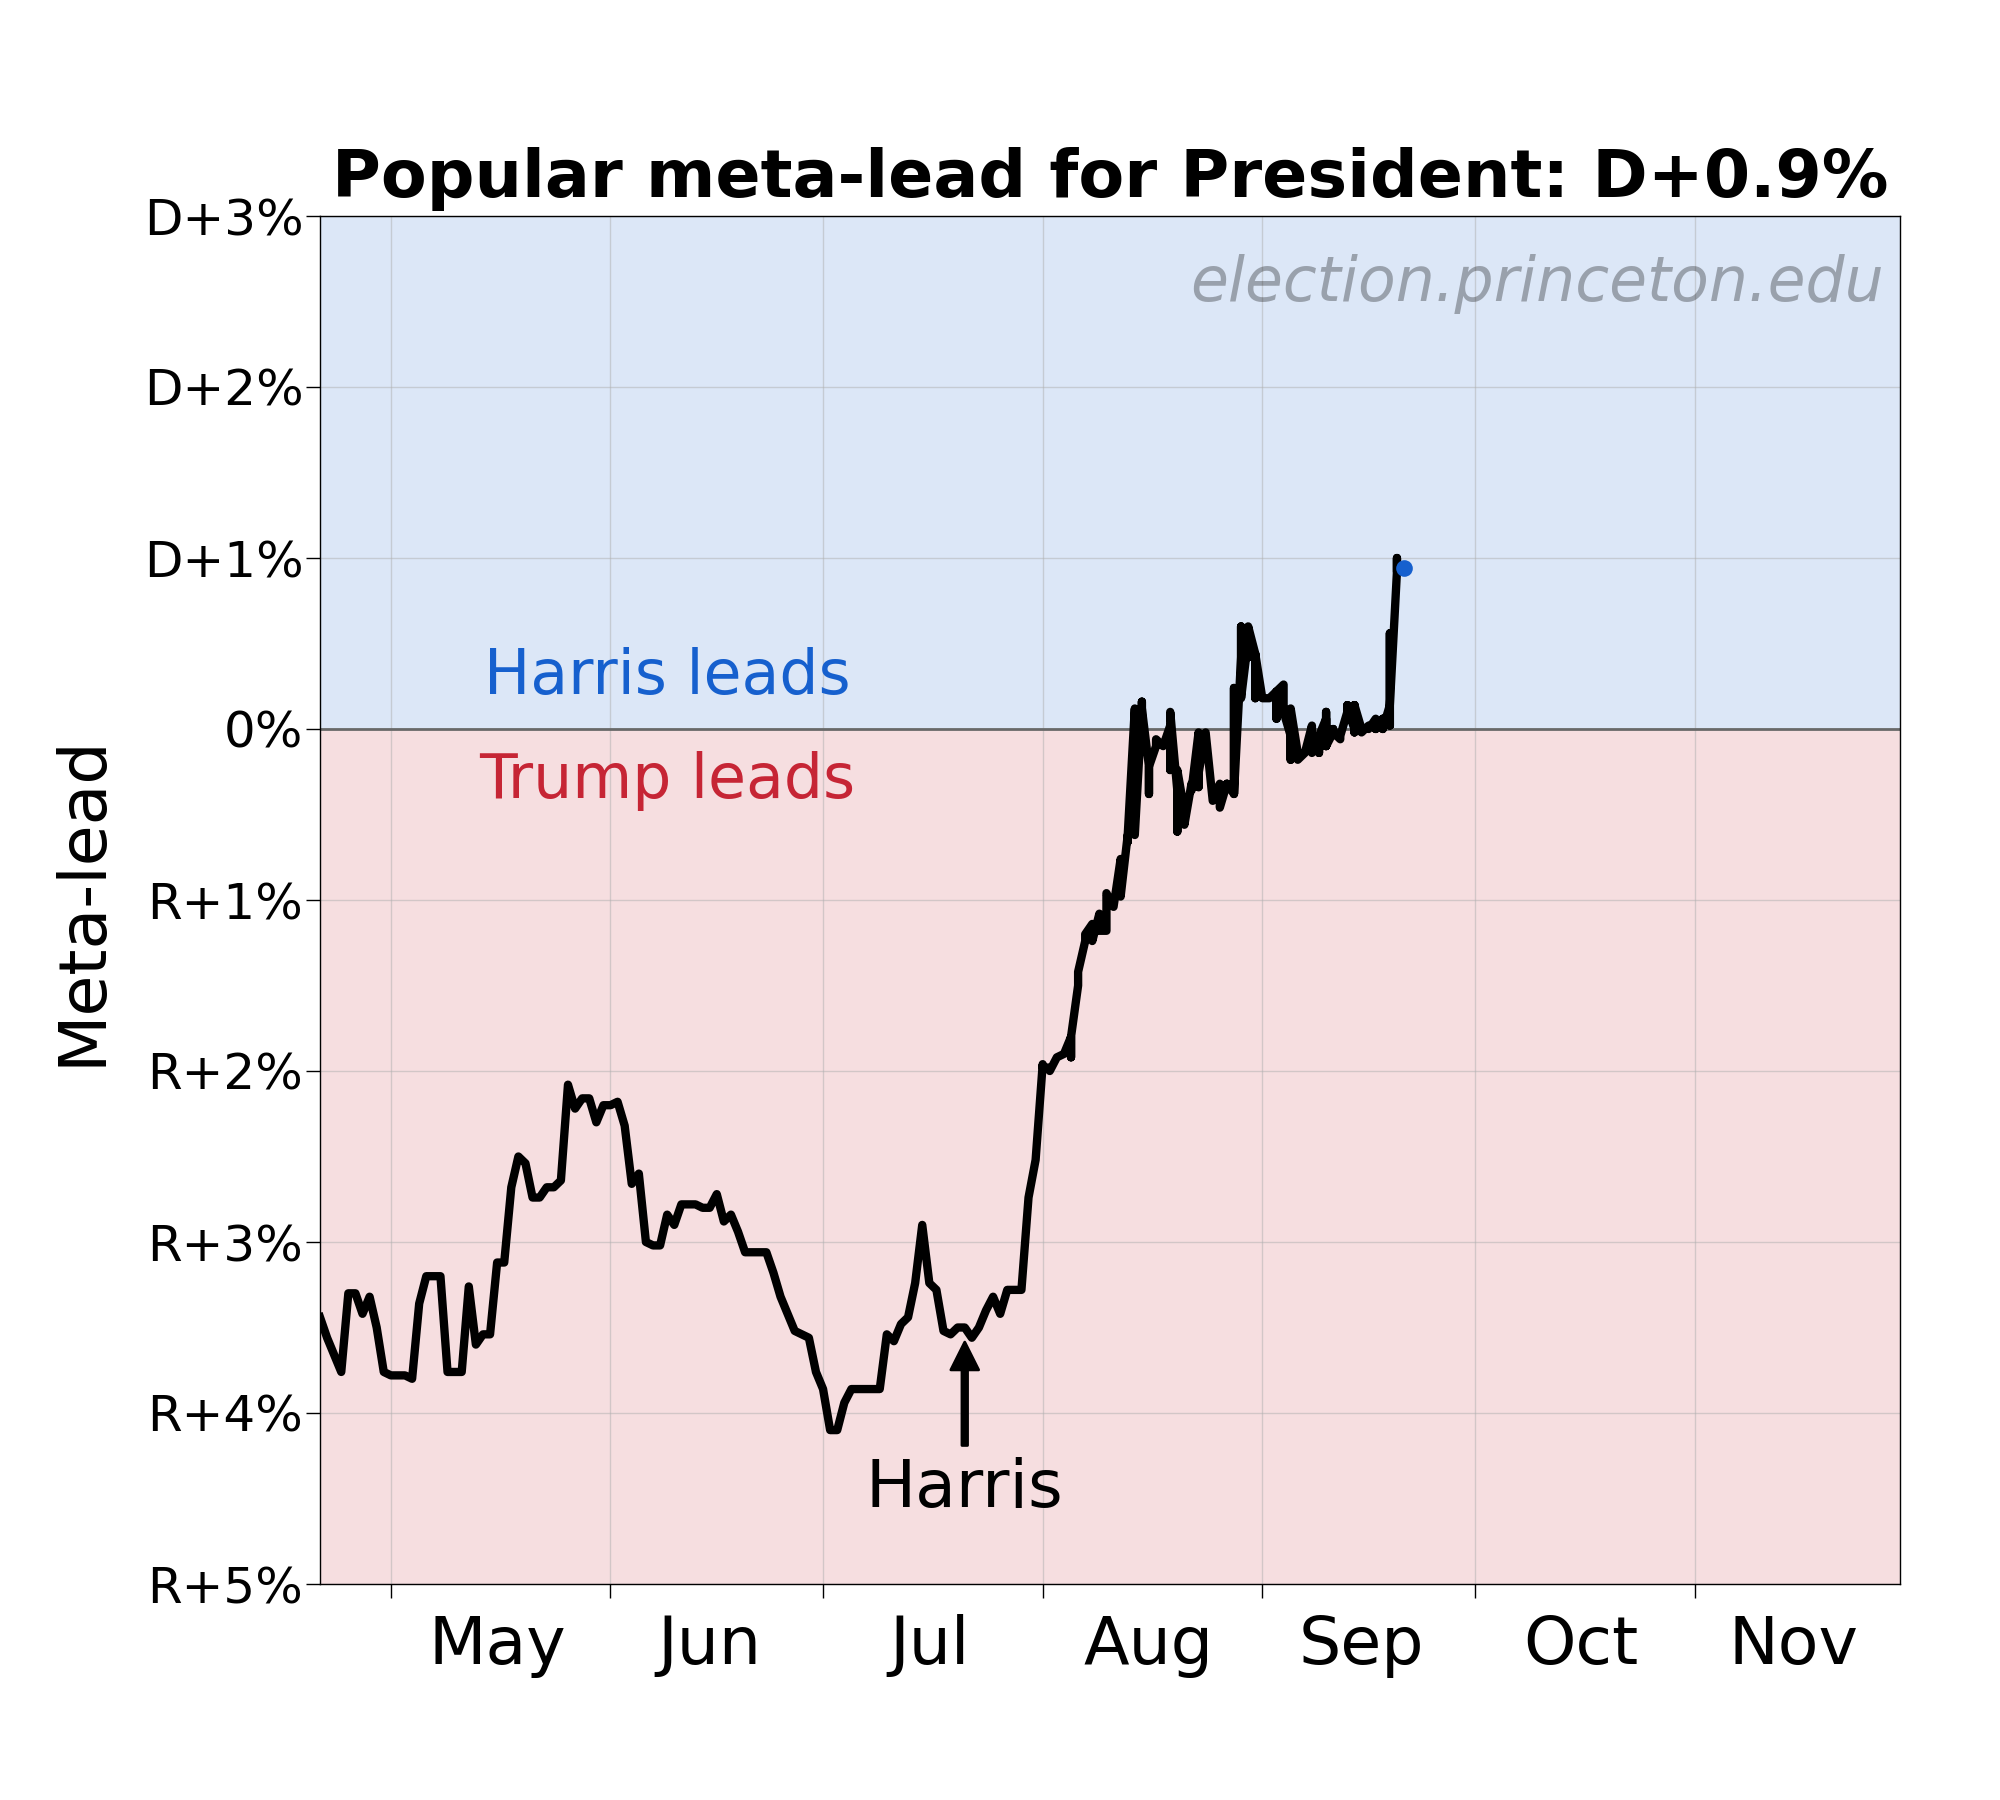 Popular meta-lead for President: D+0.9%
D+3%
election.princeton.edu
D+2%
D+1%
Harris leads
0%
Trump leads
Meta-lead
R+1%
R+2%
R+3%
R+4%
Harris
R+5%
May Jun Jul Aug Sep Oct Nov